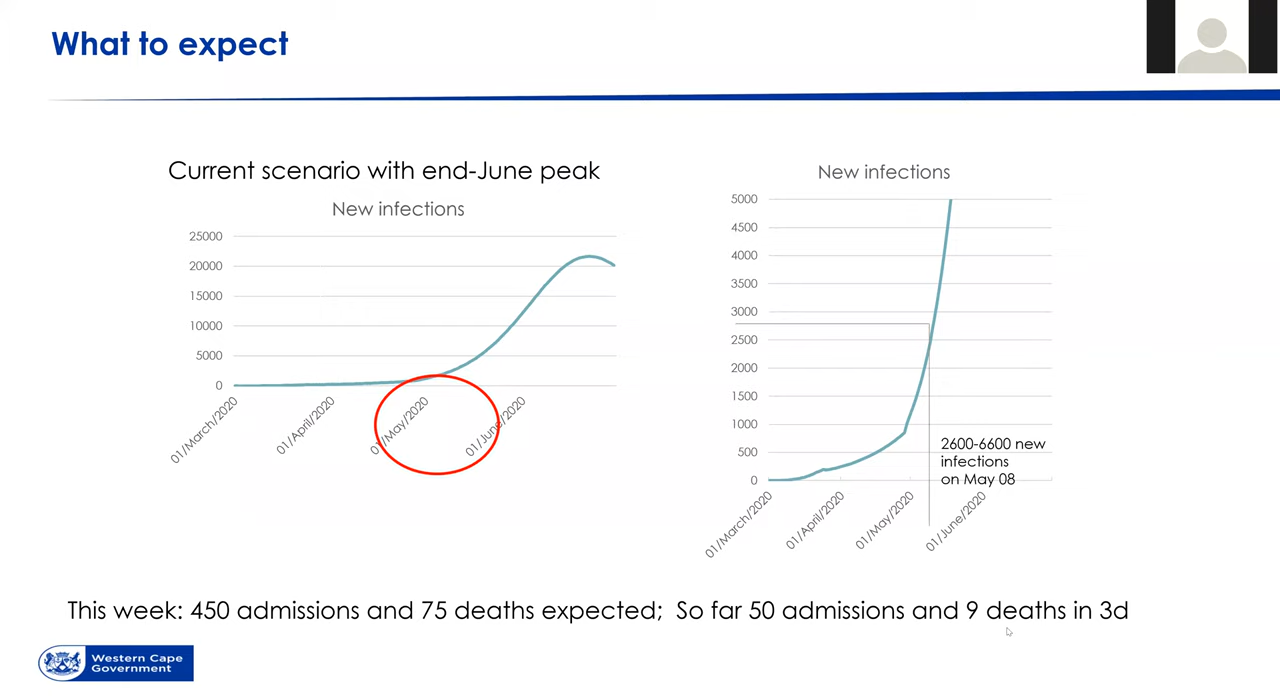 What to expect
Current scenario with end-June peak
New infections
25000
20000
15000
10000
5000
0
01/March/2020
01/April/2020
01/May/2020
01/June/2020
New infections
5000
4500
4000
3500
3000
2500
2000
1500
1000
500
0
01/March/2020
01/April/2020
01/May/2020
01/June/2020
2600-6600 new
infections
on May 08
This week: 450 admissions and 75 deaths expected;  So far 50 admissions and 9 deaths in 3d
Western Cape
Government